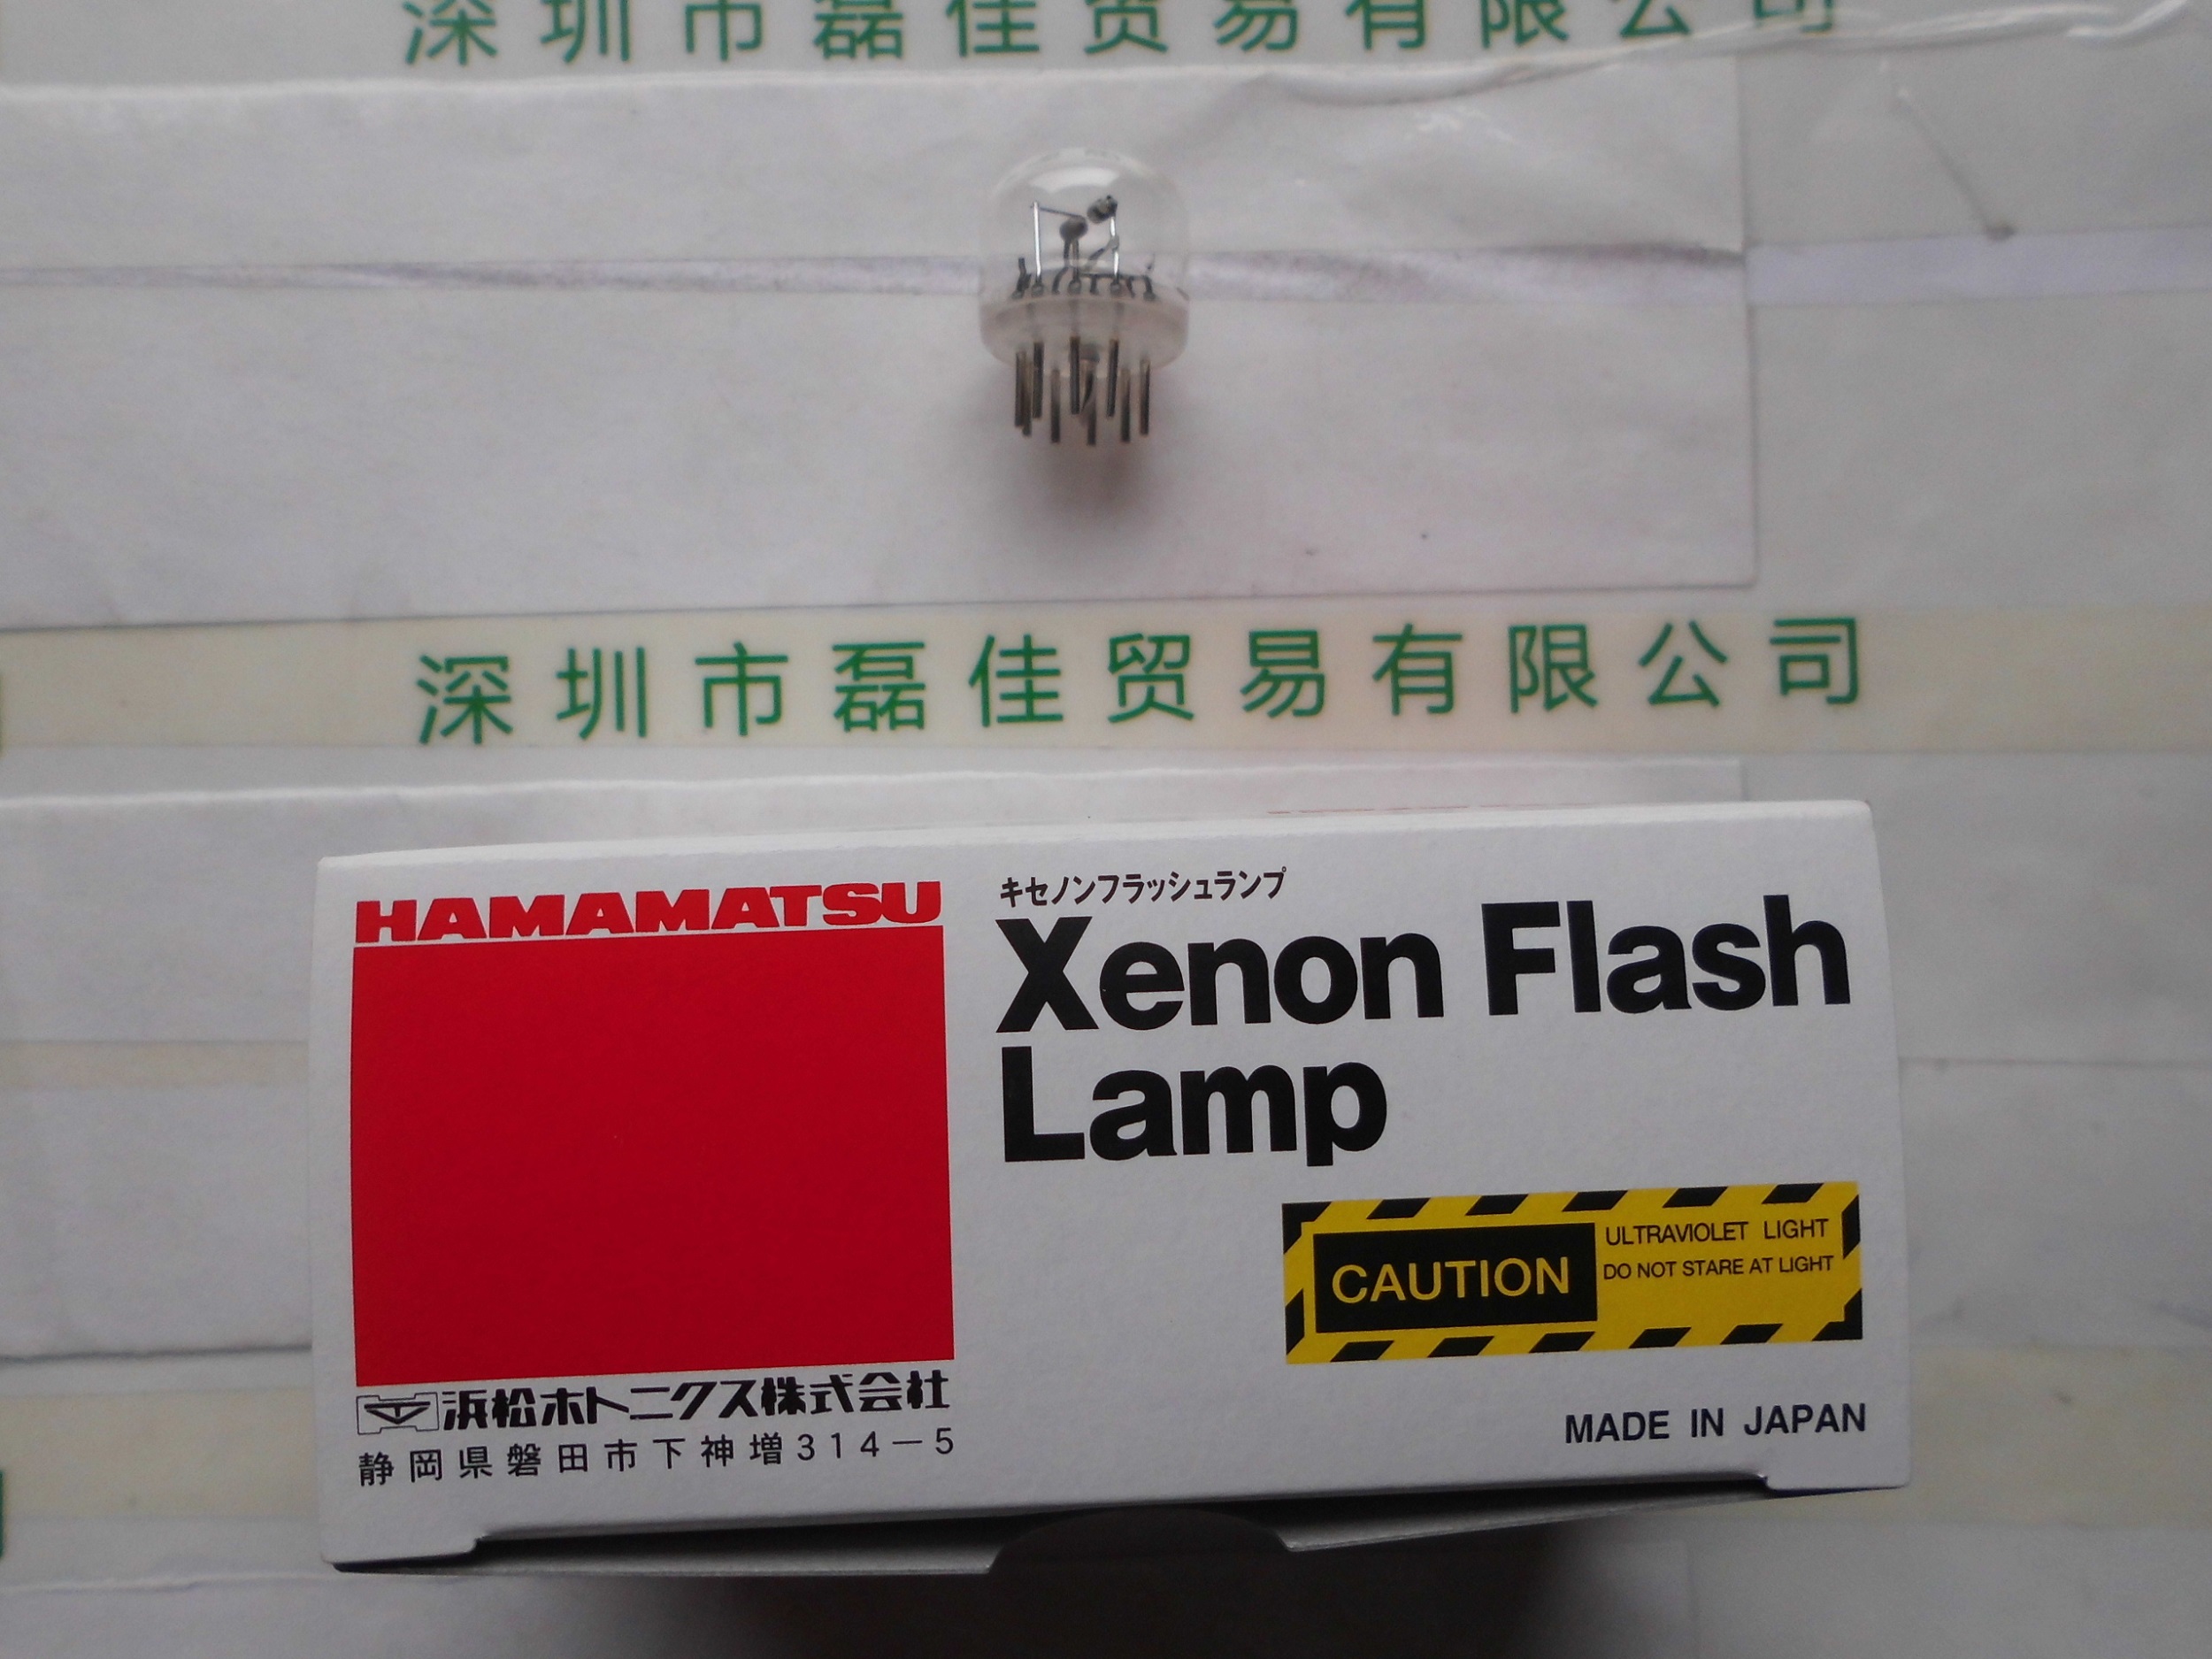 深圳市磊佳贸易有限公司
深圳市磊佳贸易有限公司
HAMAMATSU
キセノンフラッシュランプ
Xenon Flash
Lamp
CAUTION
ULTRAVIOLET LIGHT
DO NOT STARE AT LIGHT
浜松ホトニクス株式会社
静岡県磐田市下神増314-5
MADE IN JAPAN